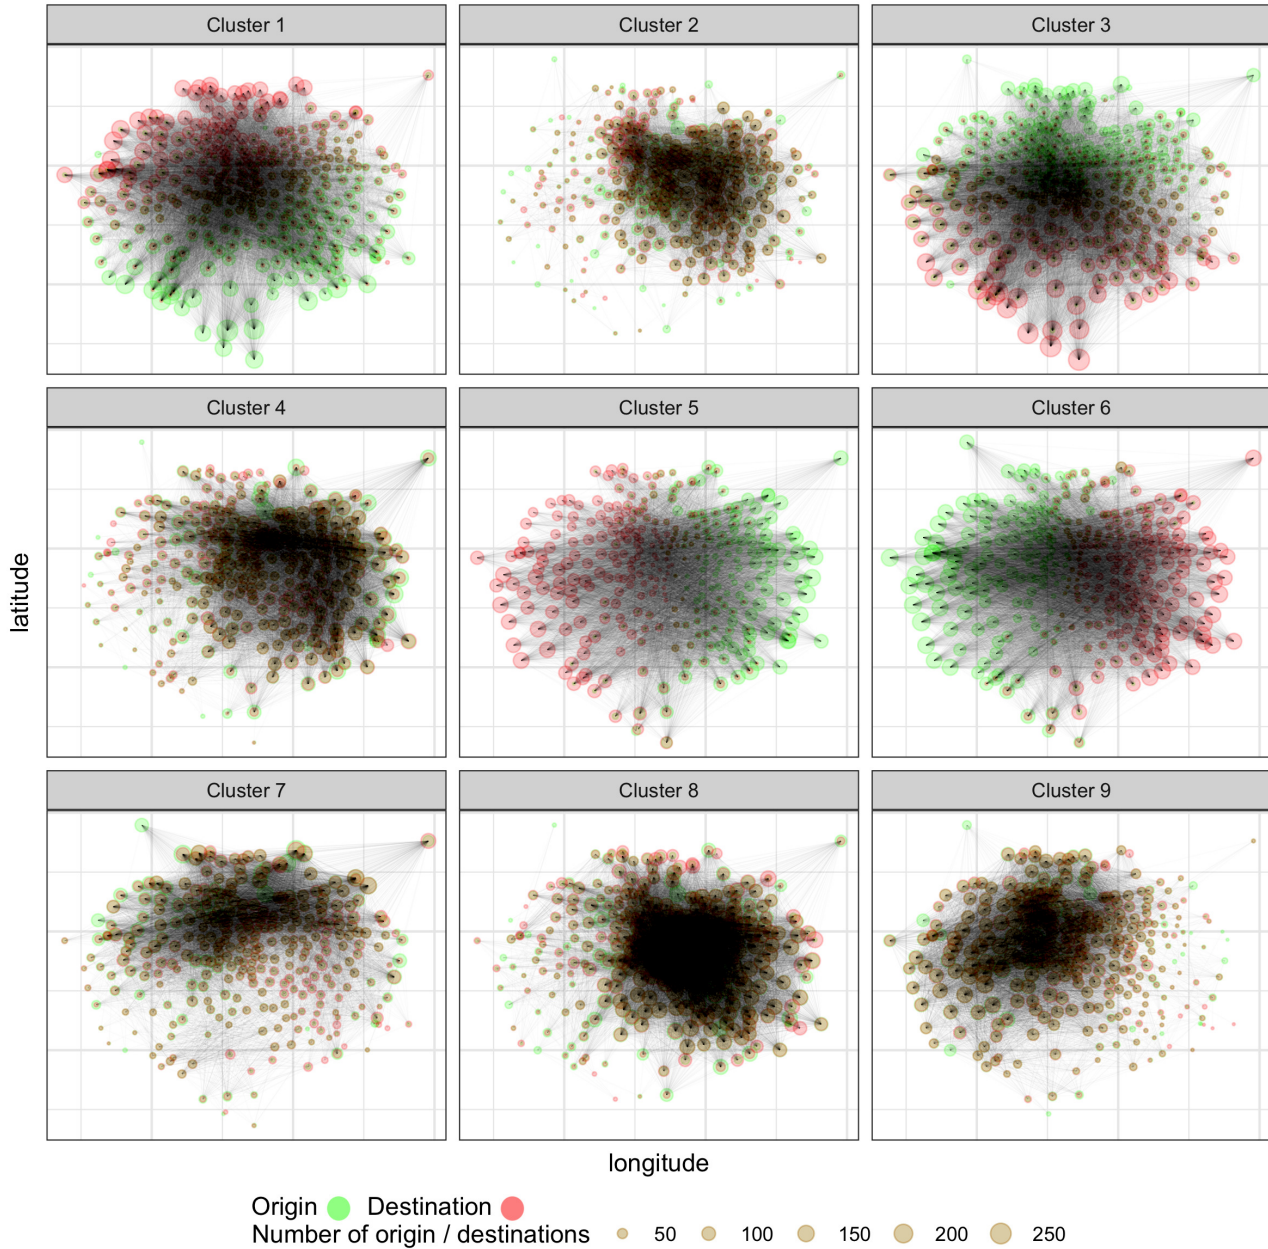 Cluster 1
Cluster 2
Cluster 3
Cluster 4
Cluster 5
Cluster 6
Cluster 7
Cluster 8
Cluster 9
latitude
longitude
Origin Destination
Number of origin / destinations 50 100 150 200 250